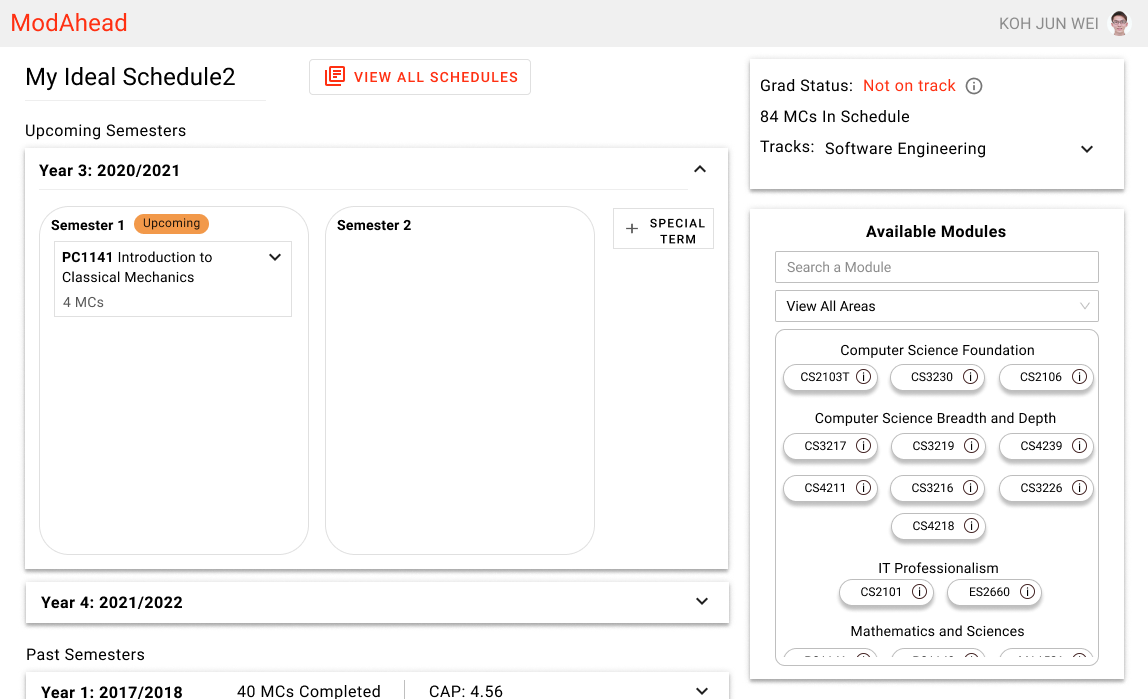 ModAhead
KOH JUN WEI
My Ideal Schedule2
VIEW ALL SCHEDULES
Upcoming Semesters
Year 3: 2020/2021
Semester 1
Upcoming
PC1141 Introduction to
Classical Mechanics
4 MCs
Semester 2
SPECIAL
TERM
Year 4: 2021/2022
Past Semesters
Year 1: 2017/2018
40 MCs Completed
CAP: 4.56
Grad Status: Not on track
84 MCs In Schedule
Tracks: Software Engineering
Available Modules
Search a Module
View All Areas
Computer Science Foundation
CS2103T
CS3230
CS2106
Computer Science Breadth and Depth
CS3217
CS3219
CS4239
CS4211
CS3216
CS3226
CS4218
IT Professionalism
CS2101
ES2660
Mathematics and Sciences